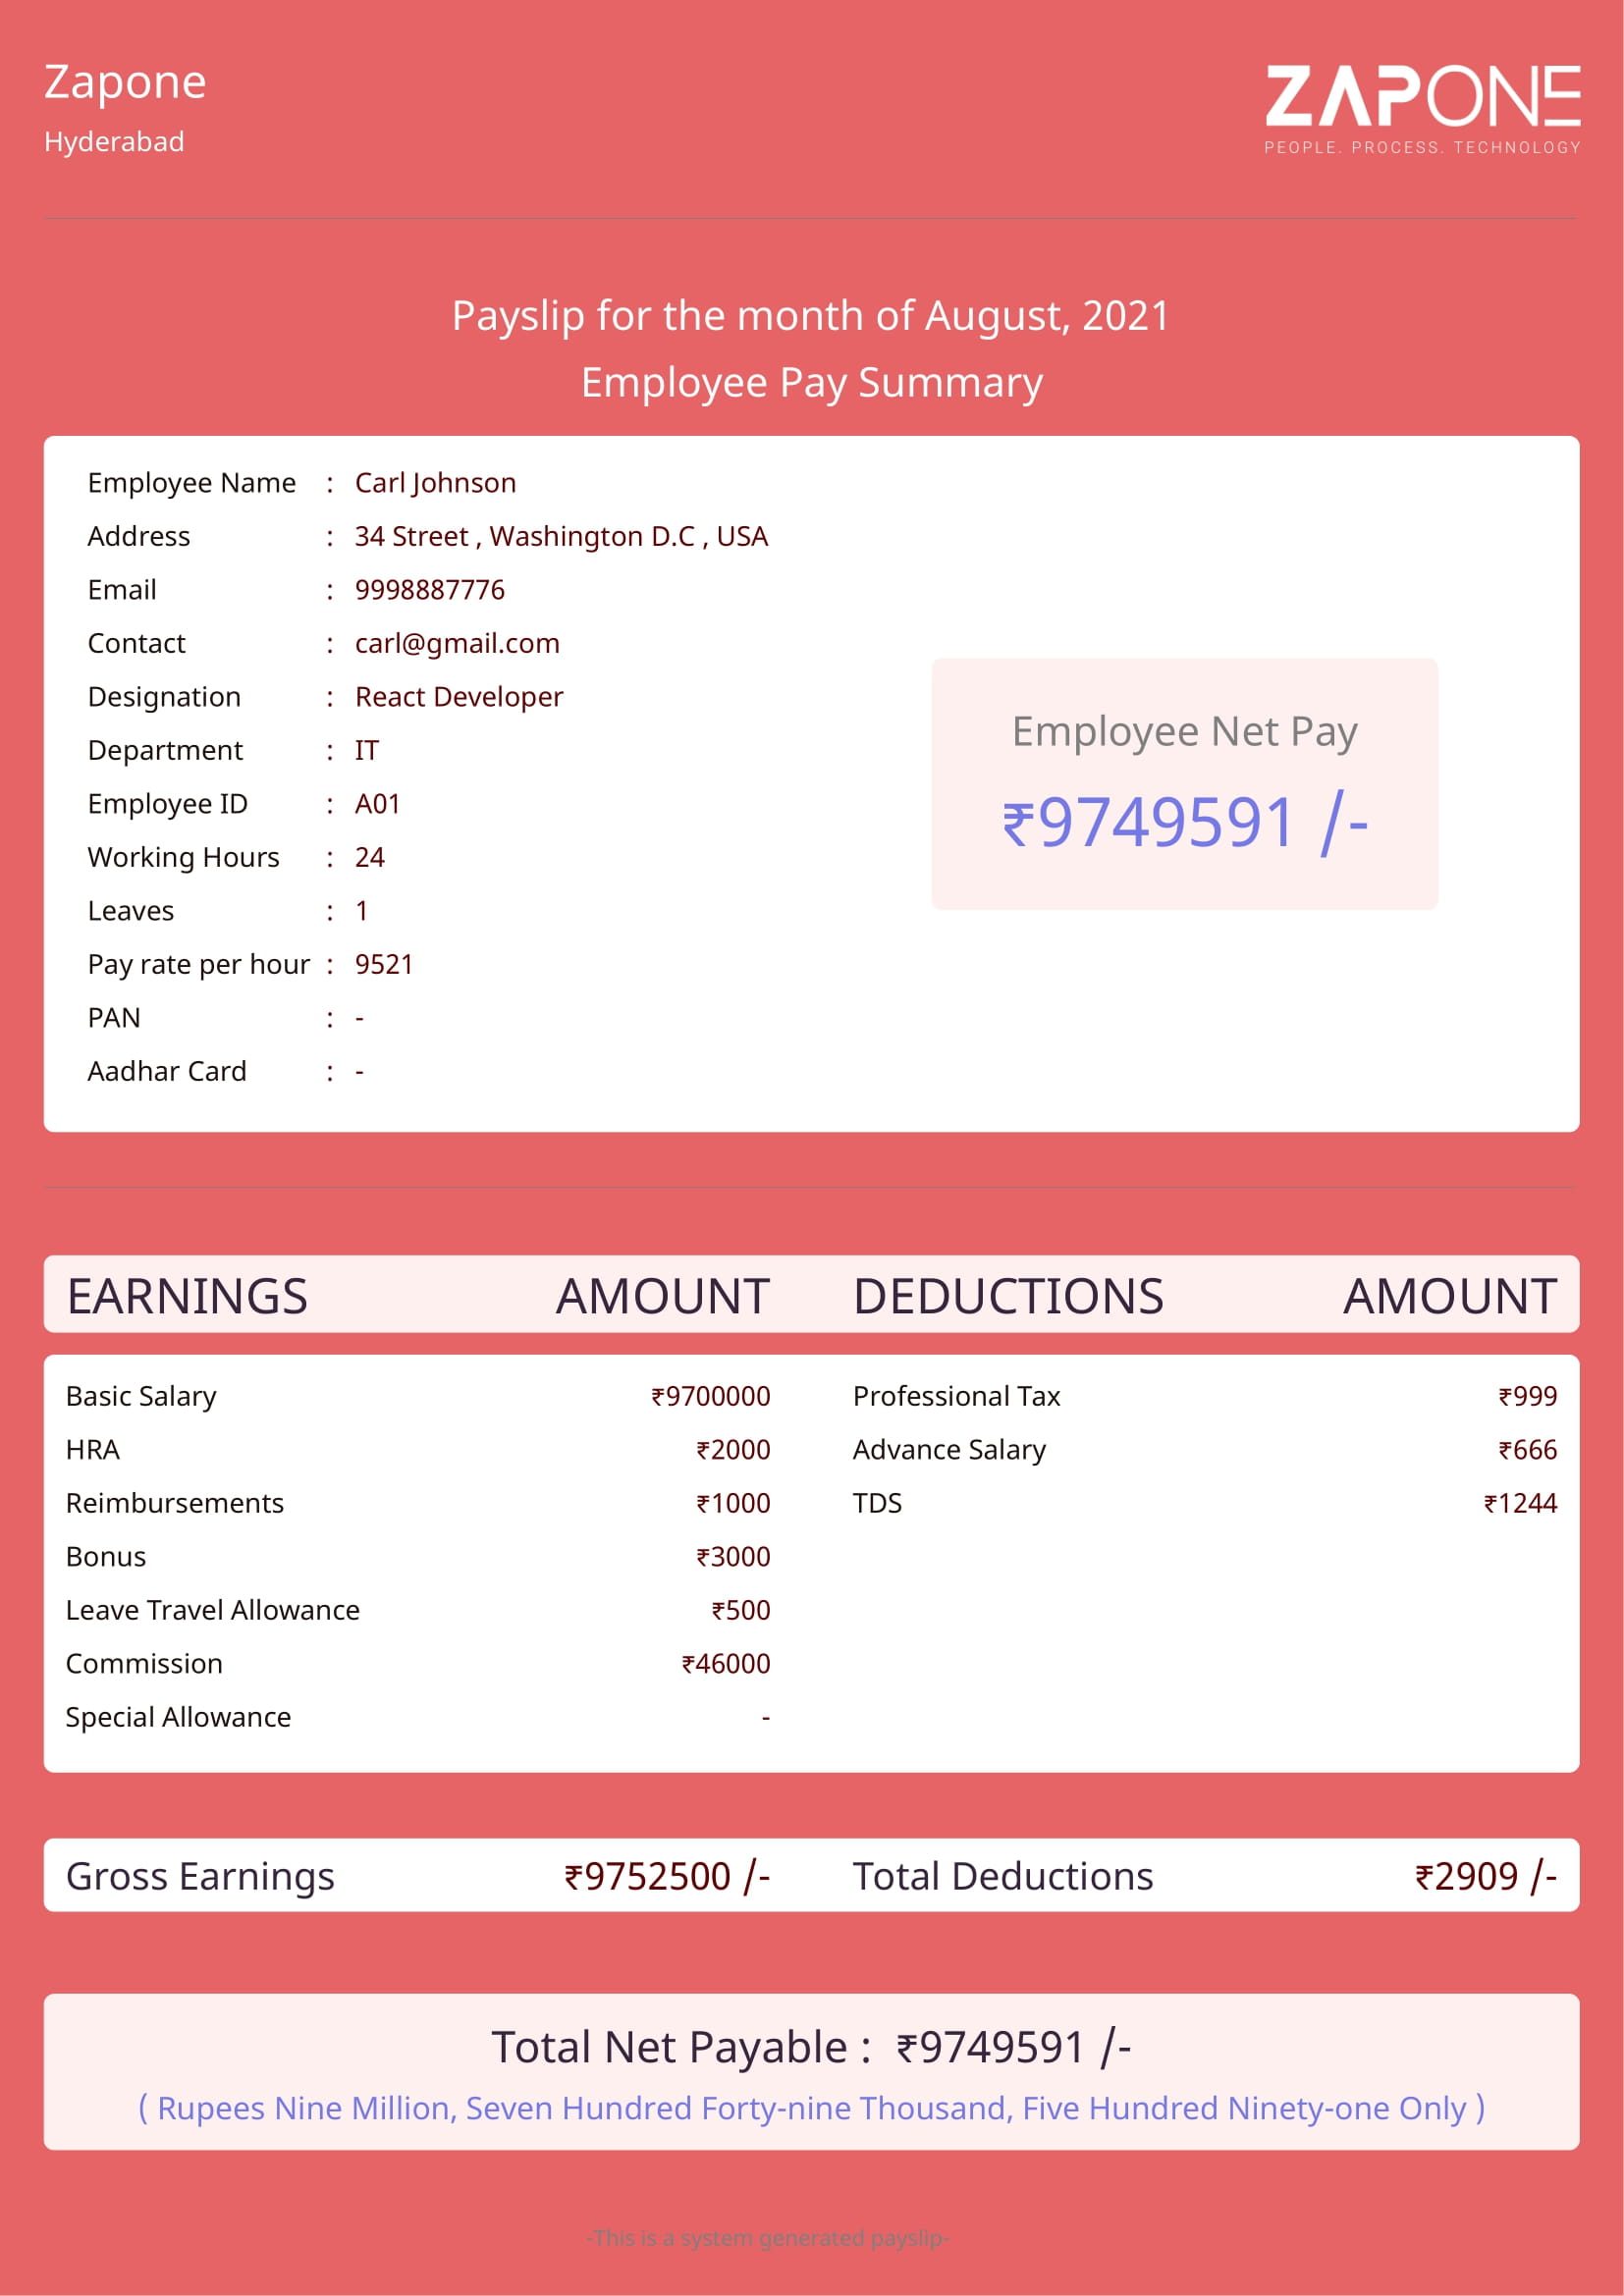 Zapone
Hyderabad
ZAPONE
PEOPLE. PROCESS. TECHNOLOGY
Payslip for the month of August, 2021
Employee Pay Summary
Employee Name : Carl Johnson
Address : 34 Street , Washington D.C , USA
Email : 9998887776
Contact : carl@gmail.com
Designation : React Developer
Department : IT
Employee ID : A01
Working Hours : 24
Leaves : 1
Pay rate per hour : 9521
PAN : -
Aadhar Card : -
Employee Net Pay
₹9749591 /-
EARNINGS AMOUNT DEDUCTIONS AMOUNT
Basic Salary ₹9700000 Professional Tax ₹999
HRA ₹2000 Advance Salary ₹666
Reimbursements ₹1000 TDS ₹1244
Bonus ₹3000
Leave Travel Allowance ₹500
Commission ₹46000
Special Allowance -
Gross Earnings ₹9752500 /- Total Deductions ₹2909 /-
Total Net Payable : ₹9749591 /-
( Rupees Nine Million, Seven Hundred Forty-nine Thousand, Five Hundred Ninety-one Only )
-This is a system generated payslip-